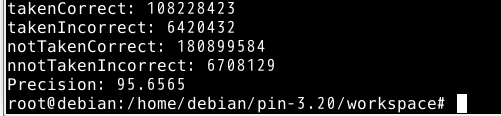 takenCorrect: 108228423
takenIncorrect: 6420432
notTakenCorrect: 180899584
nnotTakenIncorrect: 6708129
Precision: 95.6565
root@debian:/home/debian/pin-3.20/workspace#